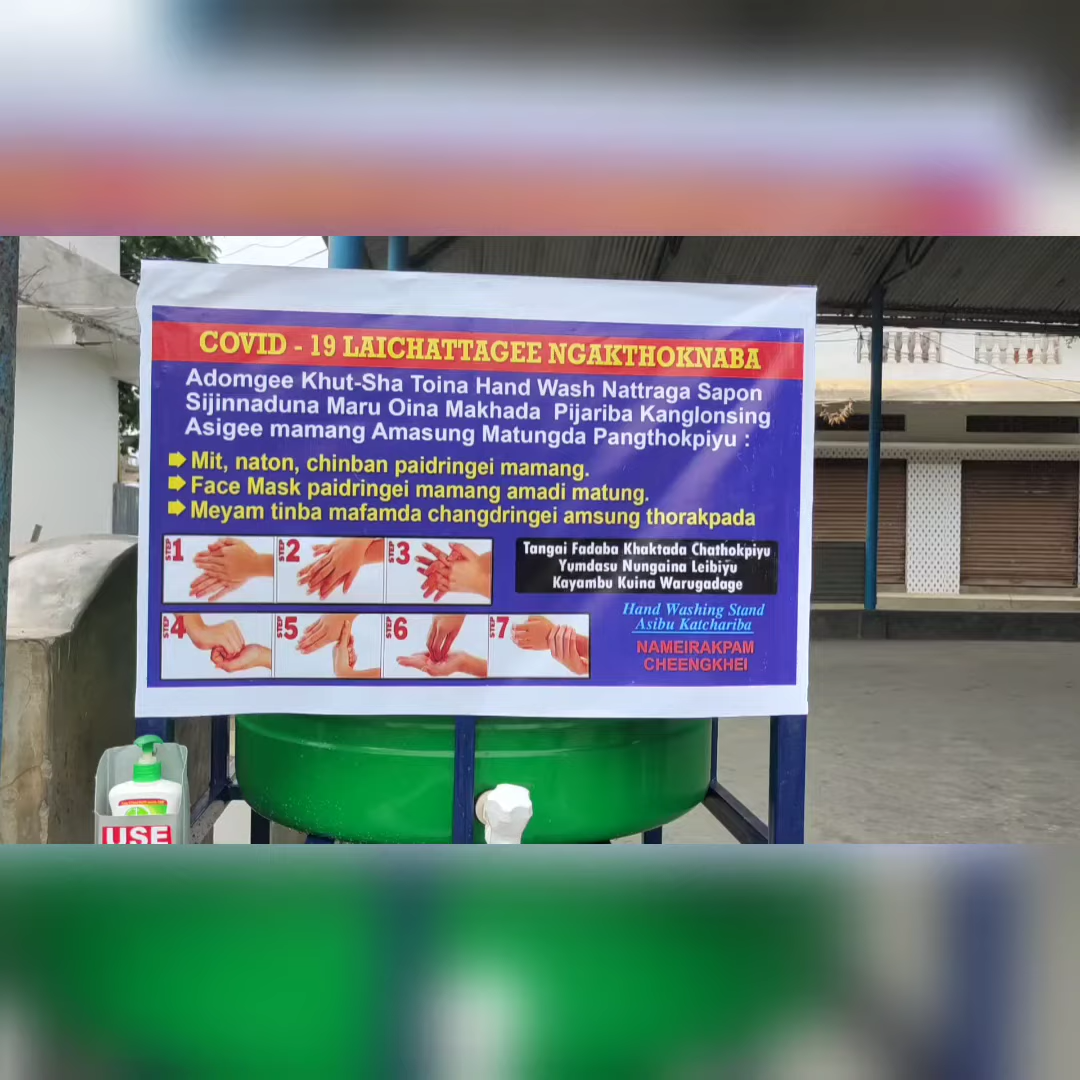 COVID - 19 LAICHATTAGEE NGAKTHOKNABA
Adomgee Khut-Sha Toina Hand Wash Nattraga Sapon
Sijinnaduna Maru Oina Makhada Pijariba Kanglonsing
Asigee mamang Amasung Matungda Pangthokpiyu :
Mit, naton, chinban paidringei mamang.
Face Mask paidringei mamang amadi matung.
Meyam tinba mafamda changdringei amsung thorakpada
STEP 1
STEP 2
STEP 3
STEP 4
STEP 5
STEP 6
STEP 7
Tangai Fadaba Khaktada Chathokpiyu
Yumdasu Nungaina Leibiyu
Kayambu Kuina Warugadage
Hand Washing Stand
Asibu Katchariba
NAMEIRAKPAM
CHEENGKHEI
USE